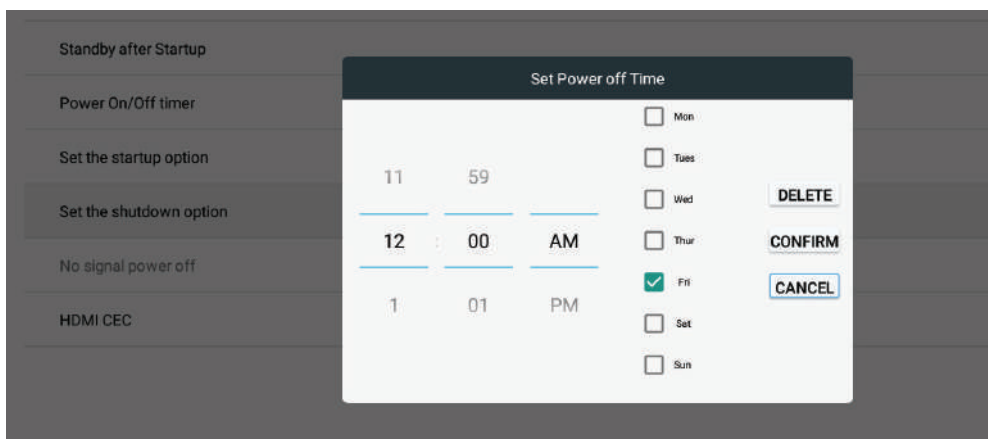 Standby after Startup
Power On/Off timer
Set the startup option
Set the shutdown option
No signal power off
HDMI CEC
Set Power off Time
11 59
12 : 00 AM
1 01 PM
Mon
Tues
Wed
Thur
Fri
Sat
Sun
DELETE
CONFIRM
CANCEL